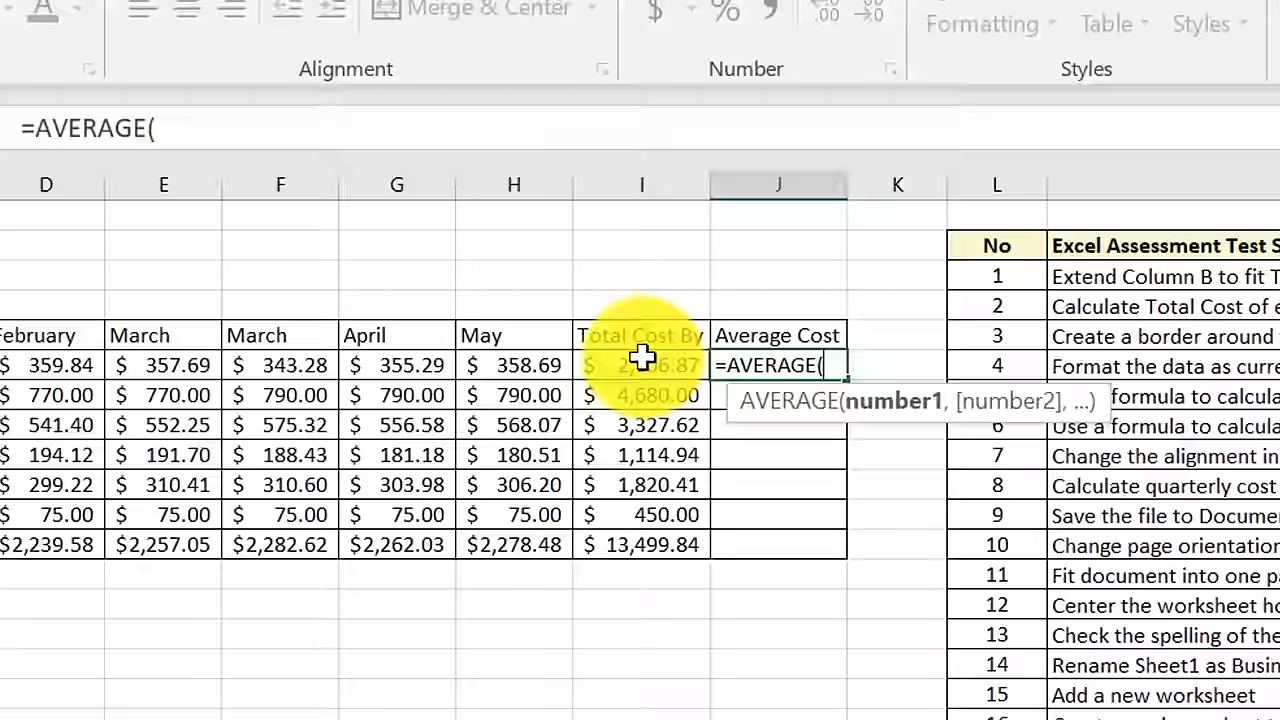 Merge & Center
$ % 9 .00 .00
Formatting Table Styles
Alignment Number Styles
=AVERAGE(
D E F G H I J K L
No Excel Assessment Test S
1 Extend Column B to fit T
2 Calculate Total Cost of e
ebruary March March April May Total Cost By Average Cost 3 Create a border around
$ 359.84 $ 357.69 $ 343.28 $ 355.29 $ 358.69 $ =AVERAGE( 4 Format the data as curre
$ 770.00 $ 770.00 $ 790.00 $ 790.00 $ 790.00 $ 4,680.00 AVERAGE(number1, [number2], ...) formula to calcula
$ 541.40 $ 552.25 $ 575.32 $ 556.58 $ 568.07 $ 3,327.62 6 Use a formula to calcula
$ 194.12 $ 191.70 $ 188.43 $ 181.18 $ 180.51 $ 1,114.94 7 Change the alignment in
$ 299.22 $ 310.41 $ 310.60 $ 303.98 $ 306.20 $ 1,820.41 8 Calculate quarterly cost
$ 75.00 $ 75.00 $ 75.00 $ 75.00 $ 75.00 $ 450.00 9 Save the file to Docume
$2,239.58 $2,257.05 $2,282.62 $2,262.03 $2,278.48 $ 13,499.84 10 Change page orientation
11 Fit document into one pa
12 Center the worksheet ho
13 Check the spelling of the
14 Rename Sheet1 as Busin
15 Add a new worksheet